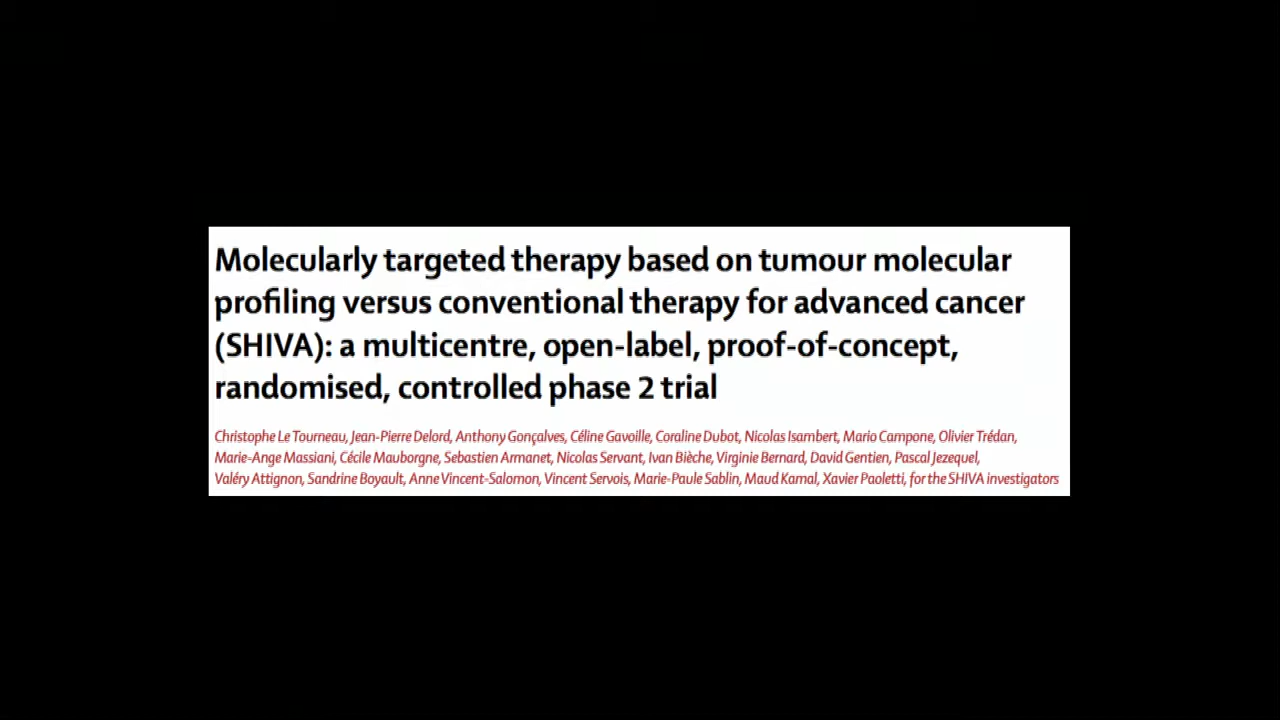 Molecularly targeted therapy based on tumour molecular
profiling versus conventional therapy for advanced cancer
(SHIVA): a multicentre, open-label, proof-of-concept,
randomised, controlled phase 2 trial
Christophe Le Tourneau, Jean-Pierre Delord, Anthony Gonçalves, Céline Gavoille, Coraline Dubot, Nicolas Isambert, Mario Campone, Olivier Trédan,
Marie-Ange Massiani, Cécile Mauborgne, Sebastien Armanet, Nicolas Servant, Ivan Bièche, Virginie Bernard, David Gentien, Pascal Jezequel,
Valéry Attignon, Sandrine Boyault, Anne Vincent-Salomon, Vincent Servois, Marie-Paule Sablin, Maud Kamal, Xavier Paoletti, for the SHIVA investigators